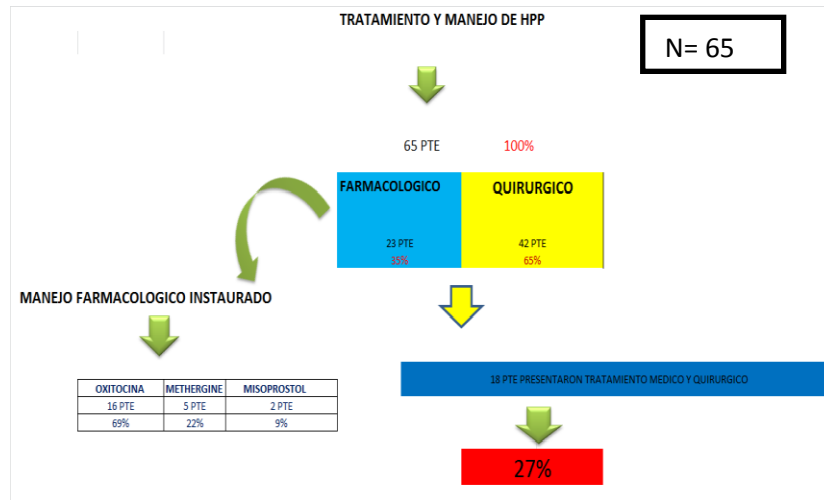 TRATAMIENTO Y MANEJO DE HPP
N= 65
65 PTE 100%
FARMACOLOGICO QUIRURGICO
23 PTE 42 PTE
35% 65%
MANEJO FARMACOLOGICO INSTAURADO
OXITOCINA METHERGINE MISOPROSTOL
16 PTE 5 PTE 2 PTE
69% 22% 9%
18 PTE PRESENTARON TRATAMIENTO MEDICO Y QUIRURGICO
27%